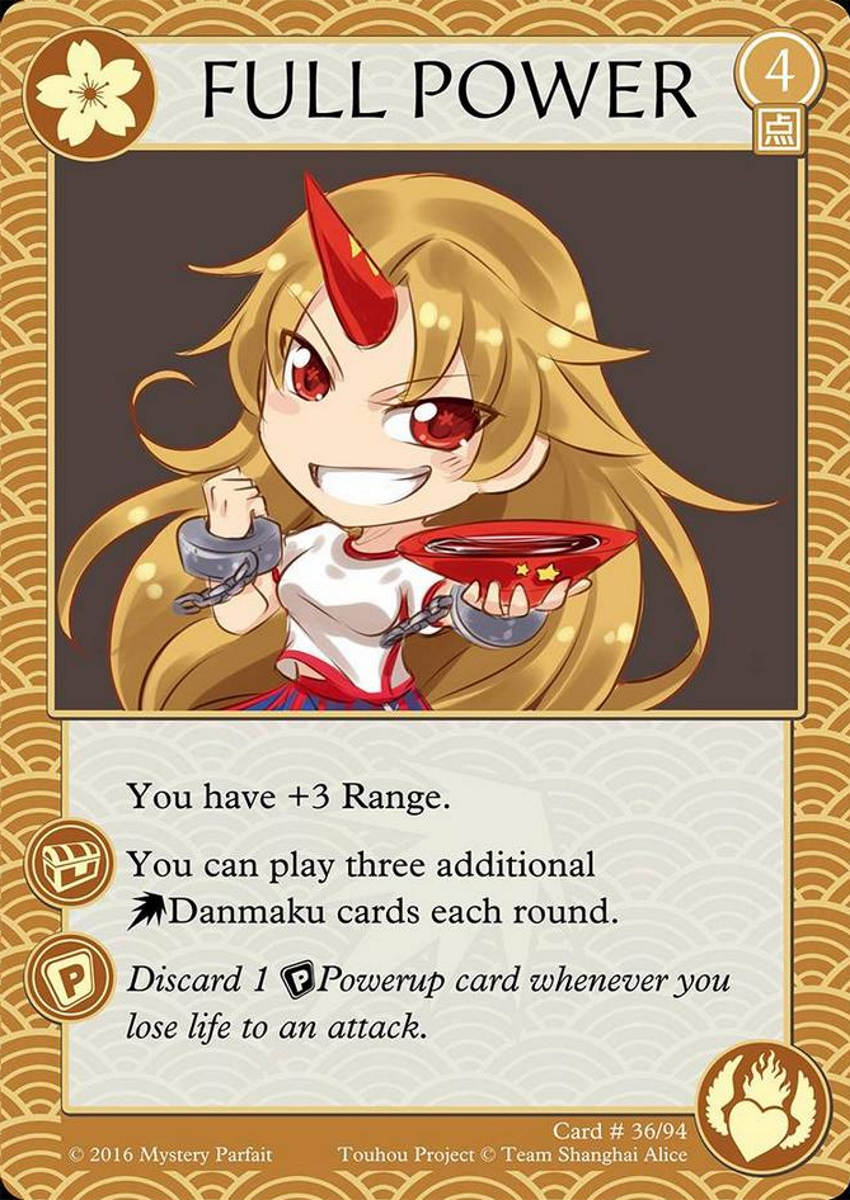 FULL POWER
4
点
You have +3 Range.
You can play three additional
Danmaku cards each round.
P
Discard 1 P Powerup card whenever you
lose life to an attack.
Card # 36/94
© 2016 Mystery Parfait
Touhou Project © Team Shanghai Alice